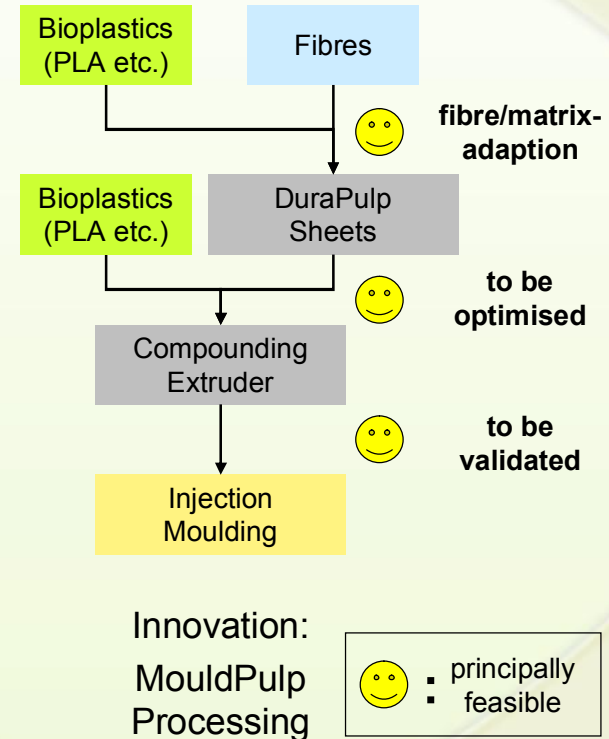 Bioplastics
(PLA etc.)
Fibres
fibre/matrix-
adaption
Bioplastics
(PLA etc.)
DuraPulp
Sheets
to be
optimised
Compounding
Extruder
to be
validated
Injection
Moulding
Innovation:
MouldPulp
Processing
: principally
feasible